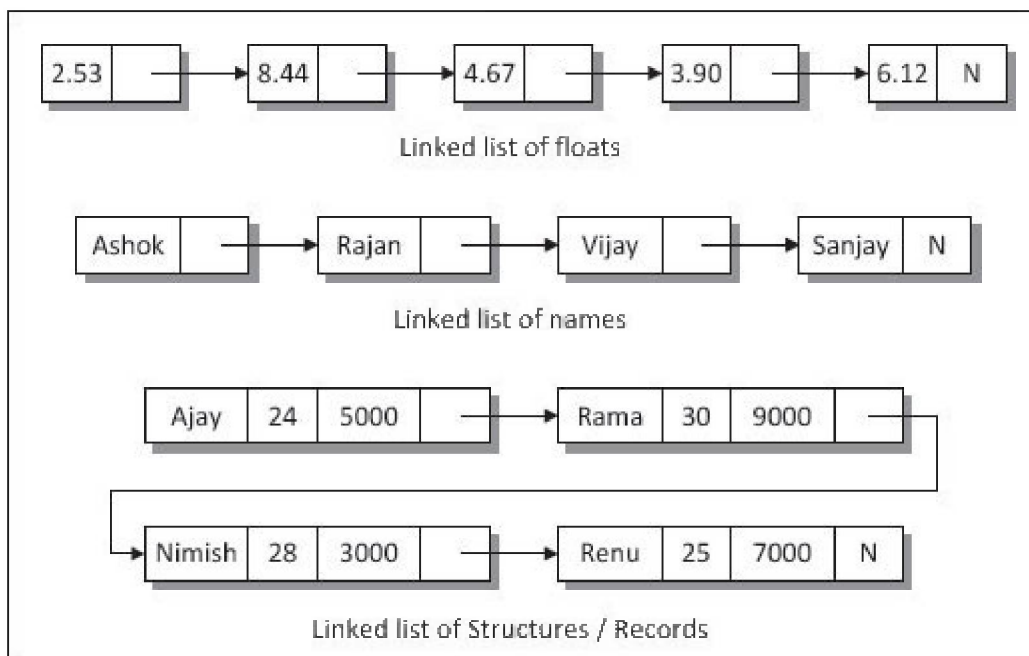 2.53 8.44 4.67 3.90 6.12 N
Linked list of floats
Ashok Rajan Vijay Sanjay N
Linked list of names
Ajay 24 5000 Rama 30 9000
Nimish 28 3000 Renu 25 7000 N
Linked list of Structures / Records